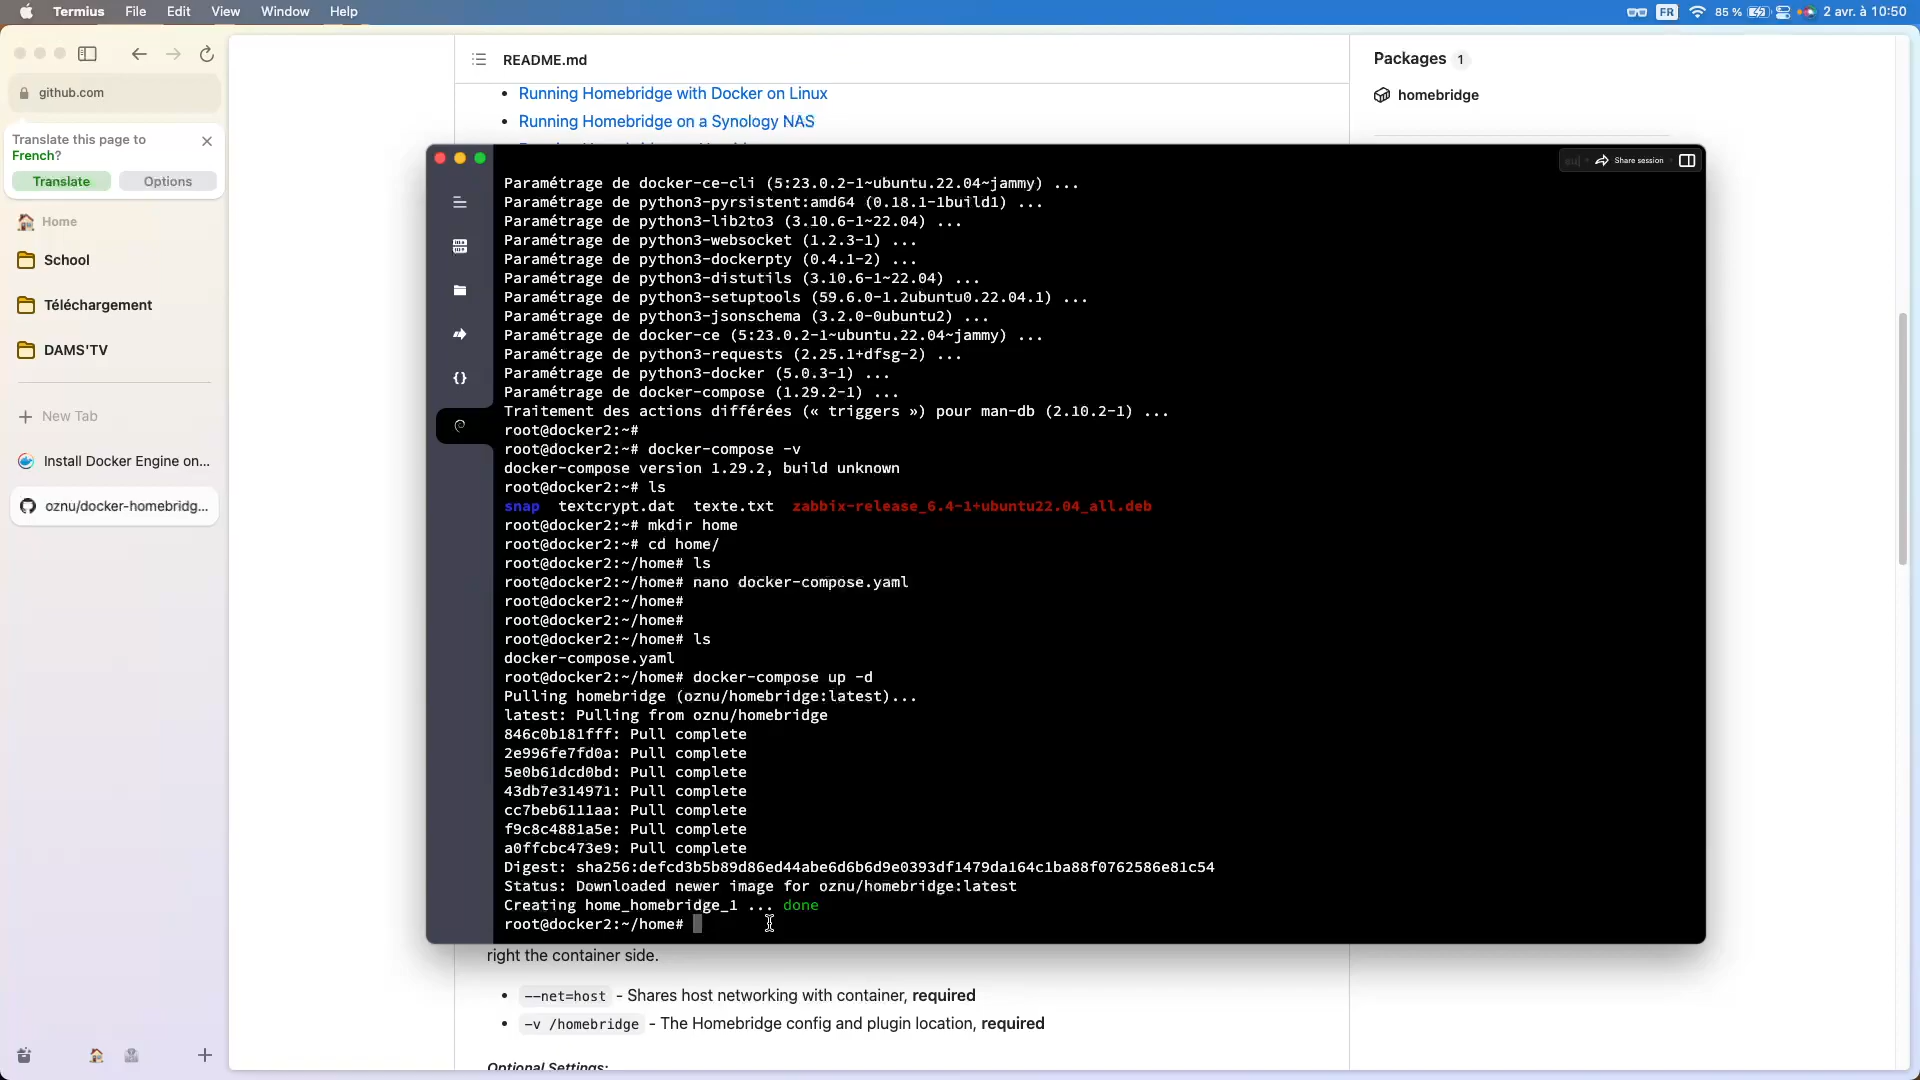 Termius File Edit View Window Help
FR 85 % 2 avr. à 10:50
github.com
Translate this page to
French?
Translate Options
Home
School
Téléchargement
DAMS'TV
New Tab
Install Docker Engine on...
oznu/docker-homebridg...
README.md
Running Homebridge with Docker on Linux
Running Homebridge on a Synology NAS
Packages 1
homebridge
Share session
Paramétrage de docker-ce-cli (5:23.0.2-1~ubuntu.22.04~jammy) ...
Paramétrage de python3-pyrsistent:amd64 (0.18.1-1build1) ...
Paramétrage de python3-lib2to3 (3.10.6-1~22.04) ...
Paramétrage de python3-websocket (1.2.3-1) ...
Paramétrage de python3-dockerpty (0.4.1-2) ...
Paramétrage de python3-distutils (3.10.6-1~22.04) ...
Paramétrage de python3-setuptools (59.6.0-1.2ubuntu0.22.04.1) ...
Paramétrage de python3-jsonschema (3.2.0-0ubuntu2) ...
Paramétrage de docker-ce (5:23.0.2-1~ubuntu.22.04~jammy) ...
Paramétrage de python3-requests (2.25.1+dfsg-2) ...
Paramétrage de python3-docker (5.0.3-1) ...
Paramétrage de docker-compose (1.29.2-1) ...
Traitement des actions différées (« triggers ») pour man-db (2.10.2-1) ...
root@docker2:~#
root@docker2:~# docker-compose -v
docker-compose version 1.29.2, build unknown
root@docker2:~# ls
snap textcrypt.dat texte.txt zabbix-release_6.4-1+ubuntu22.04_all.deb
root@docker2:~# mkdir home
root@docker2:~# cd home/
root@docker2:~/home# ls
root@docker2:~/home# nano docker-compose.yaml
root@docker2:~/home#
root@docker2:~/home#
root@docker2:~/home# ls
docker-compose.yaml
root@docker2:~/home# docker-compose up -d
Pulling homebridge (oznu/homebridge:latest)...
latest: Pulling from oznu/homebridge
846c0b181fff: Pull complete
2e996fe7fd0a: Pull complete
5e0b61dcd0bd: Pull complete
43db7e314971: Pull complete
cc7beb6111aa: Pull complete
f9c8c4881a5e: Pull complete
a0ffcbc473e9: Pull complete
Digest: sha256:defcd3b5b89d86ed44abe6d6b6d9e0393df1479da164c1ba88f0762586e81c54
Status: Downloaded newer image for oznu/homebridge:latest
Creating home_homebridge_1 ... done
root@docker2:~/home#
right the container side.
--net=host - Shares host networking with container, required
-v /homebridge - The Homebridge config and plugin location, required
Optional Settings: